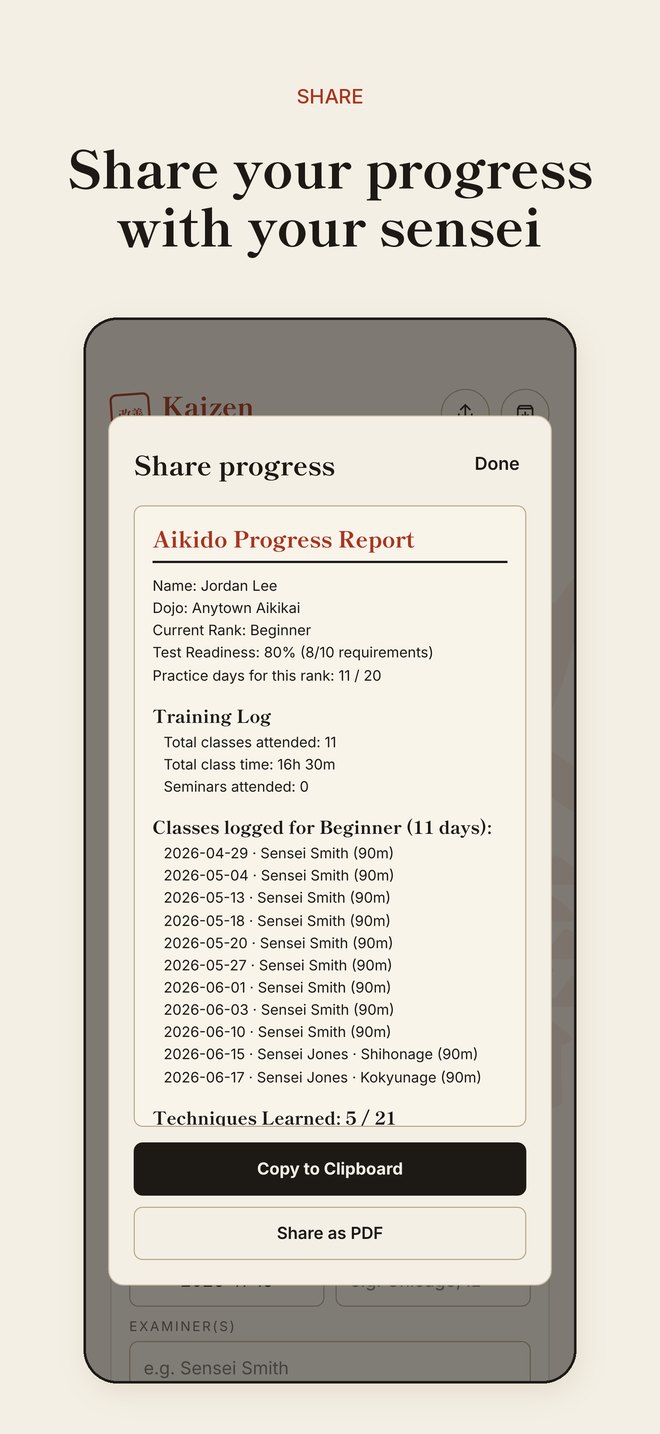 SHARE
Share your progress
with your sensei
改善
Kaizen
Share progress
Done
Aikido Progress Report
Name: Jordan Lee
Dojo: Anytown Aikikai
Current Rank: Beginner
Test Readiness: 80% (8/10 requirements)
Practice days for this rank: 11 / 20
Training Log
Total classes attended: 11
Total class time: 16h 30m
Seminars attended: 0
Classes logged for Beginner (11 days):
2026-04-29 · Sensei Smith (90m)
2026-05-04 · Sensei Smith (90m)
2026-05-13 · Sensei Smith (90m)
2026-05-18 · Sensei Smith (90m)
2026-05-20 · Sensei Smith (90m)
2026-05-27 · Sensei Smith (90m)
2026-06-01 · Sensei Smith (90m)
2026-06-03 · Sensei Smith (90m)
2026-06-10 · Sensei Smith (90m)
2026-06-15 · Sensei Jones · Shihonage (90m)
2026-06-17 · Sensei Jones · Kokyunage (90m)
Techniques Learned: 5 / 21
Copy to Clipboard
Share as PDF
EXAMINER(S)
e.g. Sensei Smith